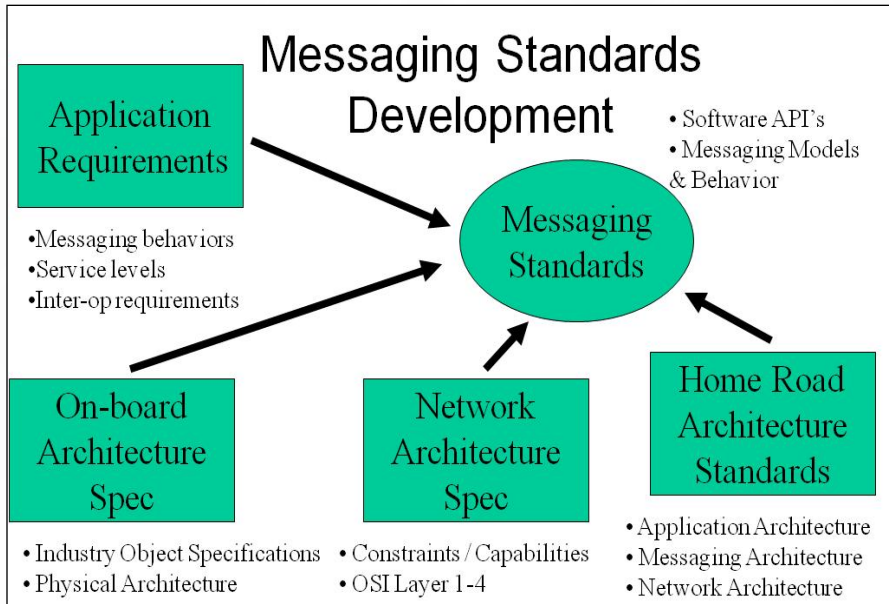 Messaging Standards
Development
Application
Requirements
•Messaging behaviors
•Service levels
•Inter-op requirements
• Software API's
• Messaging Models
& Behavior
Messaging
Standards
On-board
Architecture
Spec
• Industry Object Specifications
• Physical Architecture
Network
Architecture
Spec
• Constraints / Capabilities
• OSI Layer 1-4
Home Road
Architecture
Standards
• Application Architecture
• Messaging Architecture
• Network Architecture